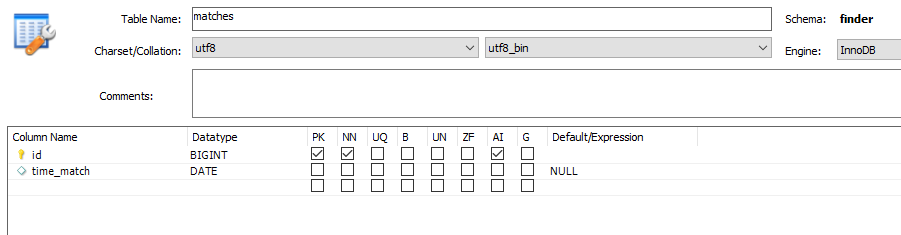 Table Name: matches Schema: finder
Charset/Collation: utf8 utf8_bin Engine: InnoDB
Comments:
Column Name Datatype PK NN UQ B UN ZF AI G Default/Expression
id BIGINT
time_match DATE NULL